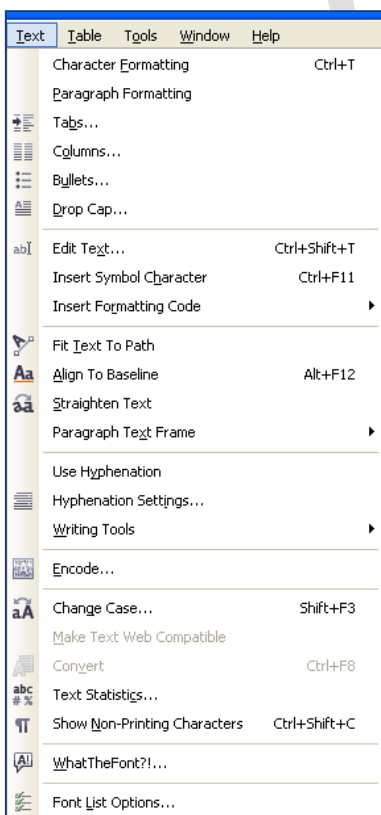 Text Table Tools Window Help
Character Formatting Ctrl+T
Paragraph Formatting
Tabs...
Columns...
Bullets...
Drop Cap...
Edit Text... Ctrl+Shift+T
Insert Symbol Character Ctrl+F11
Insert Formatting Code
Fit Text To Path
Align To Baseline Alt+F12
Straighten Text
Paragraph Text Frame
Use Hyphenation
Hyphenation Settings...
Writing Tools
Encode...
Change Case... Shift+F3
Make Text Web Compatible
Convert Ctrl+F8
Text Statistics...
Show Non-Printing Characters Ctrl+Shift+C
WhatTheFont?!...
Font List Options...